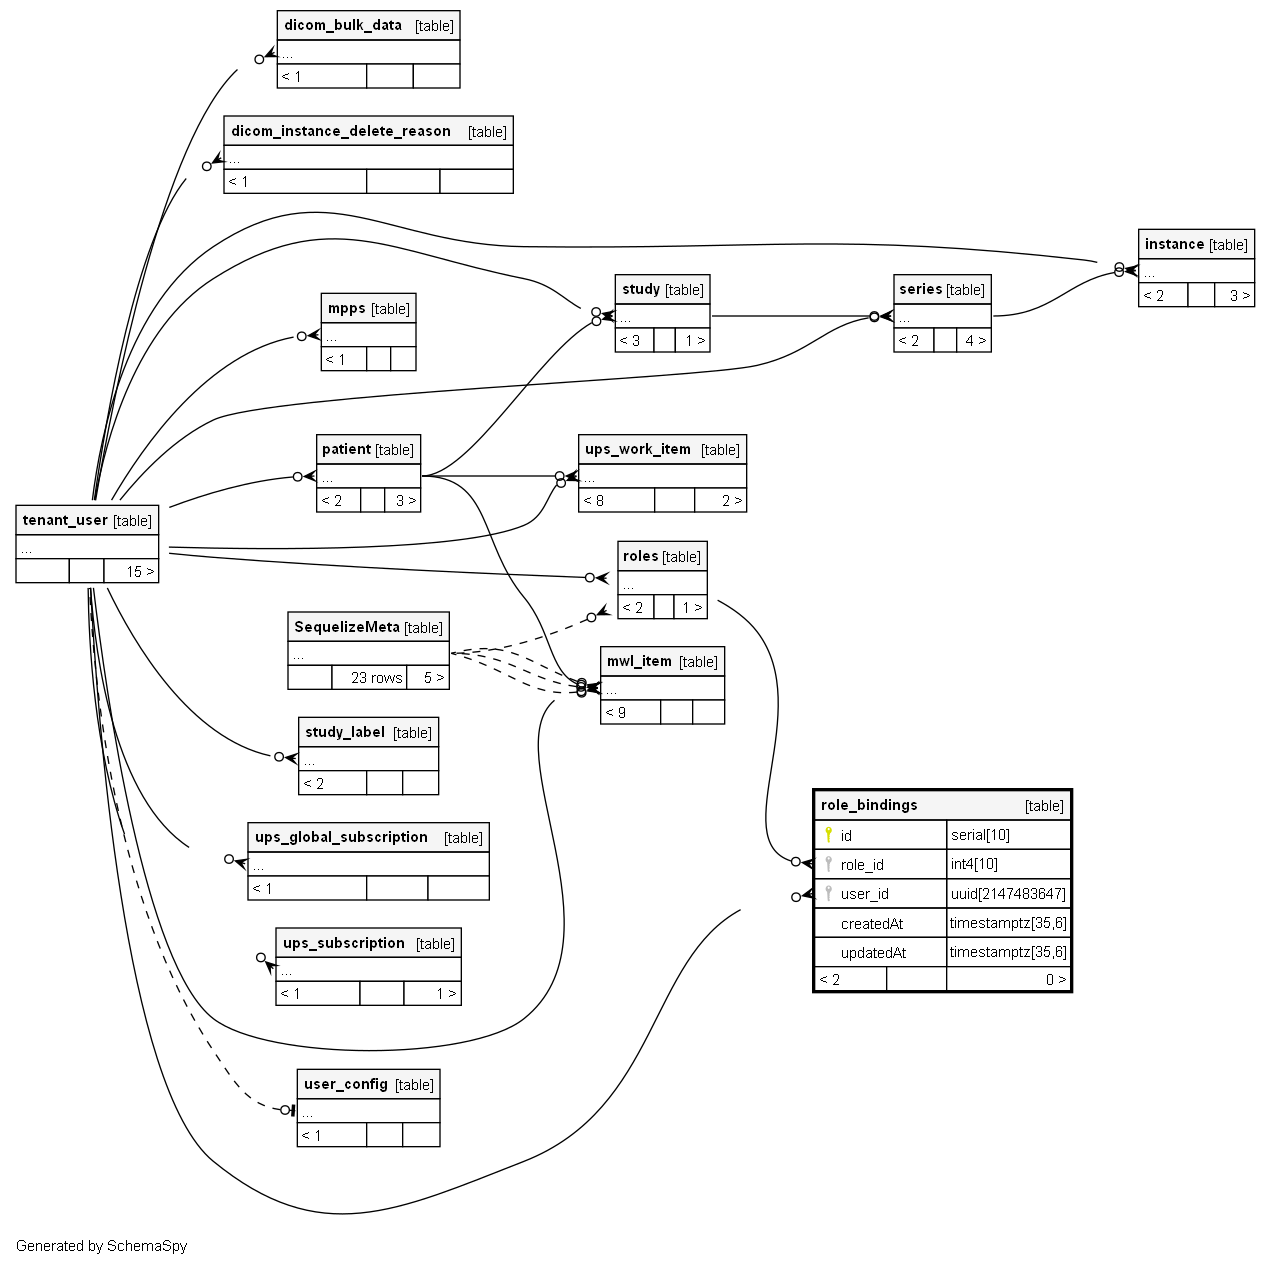 dicom_bulk_data [table]
...
< 1
dicom_instance_delete_reason [table]
...
< 1
instance [table]
...
< 2 3 >
study [table]
...
< 3 1 >
series [table]
...
< 2 4 >
mpps [table]
...
< 1
patient [table]
...
< 2 3 >
ups_work_item [table]
...
< 8 2 >
tenant_user [table]
...
15 >
roles [table]
...
< 2 1 >
SequelizeMeta [table]
...
23 rows 5 >
mwl_item [table]
...
< 9
study_label [table]
...
< 2
role_bindings [table]
id serial[10]
role_id int4[10]
user_id uuid[2147483647]
createdAt timestamptz[35,6]
updatedAt timestamptz[35,6]
< 2 0 >
ups_global_subscription [table]
...
< 1
ups_subscription [table]
...
< 1 1 >
user_config [table]
...
< 1
Generated by SchemaSpy